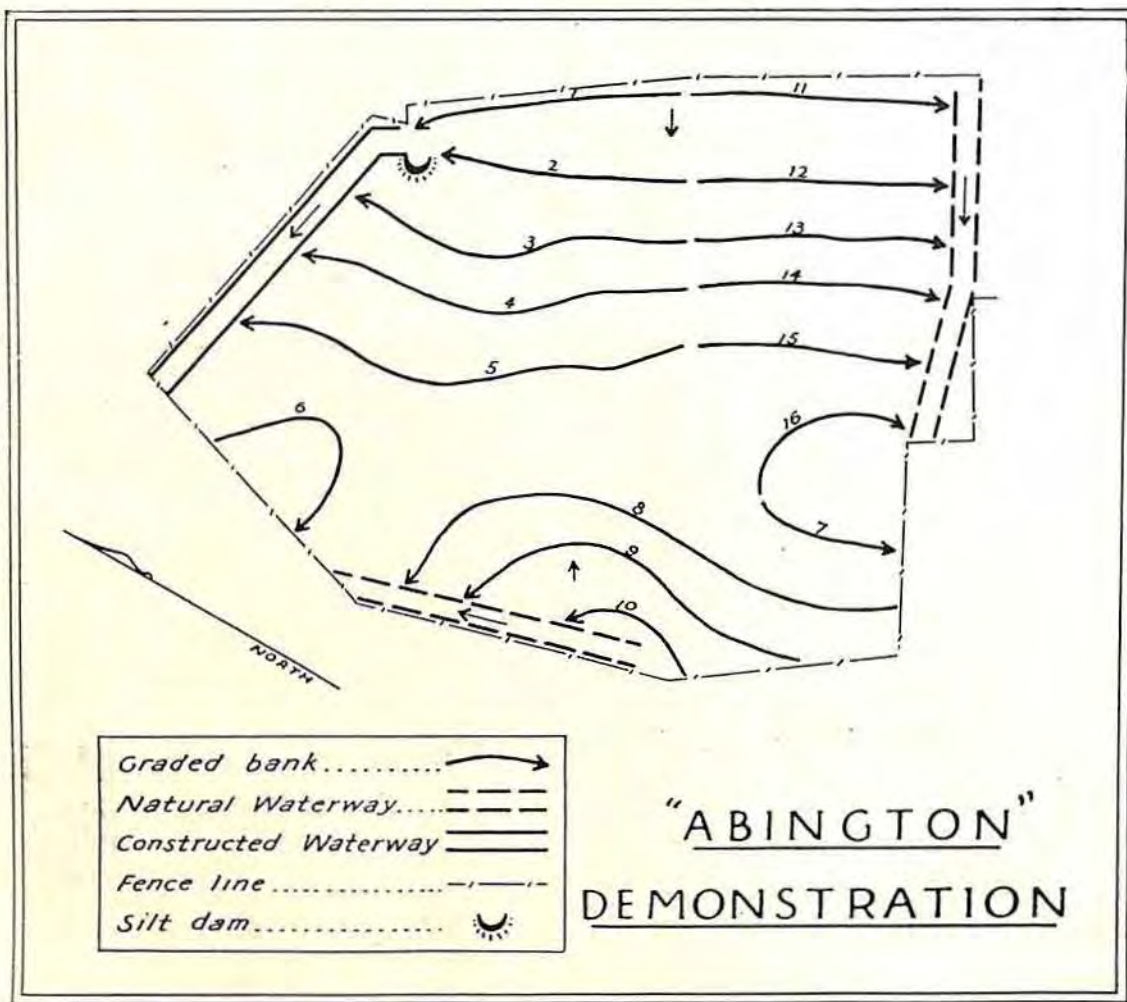 1
11
2
12
3
13
4
14
5
15
6
16
7
8
9
10
NORTH
Graded bank..........
Natural Waterway.....
Constructed Waterway
Fence line ...............
Silt dam................
"ABINGTON"
DEMONSTRATION